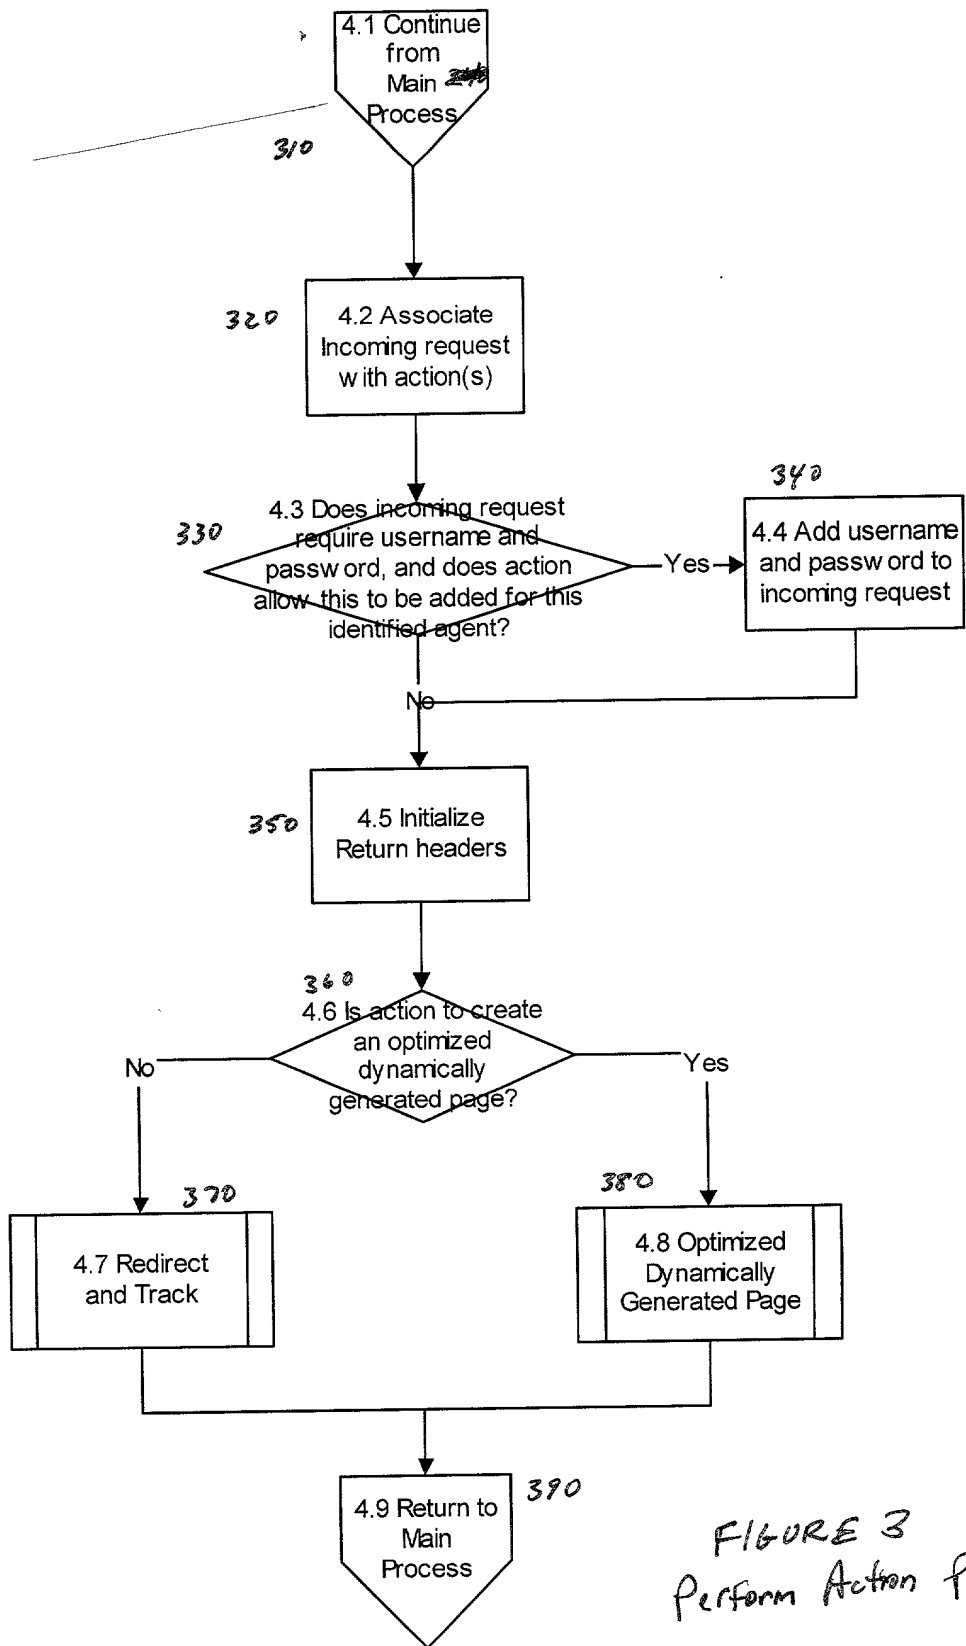 4.1 Continue
from
Main
Process
310
320
4.2 Associate
Incoming request
with action(s)
330
4.3 Does incoming request
require username and
password, and does action
allow this to be added for this
identified agent?
Yes
340
4.4 Add username
and password to
incoming request
No
350
4.5 Initialize
Return headers
360
4.6 Is action to create
an optimized
dynamically
generated page?
No
Yes
370
4.7 Redirect
and Track
380
4.8 Optimized
Dynamically
Generated Page
4.9 Return to
Main
Process
390
FIGURE 3
Perform Action P